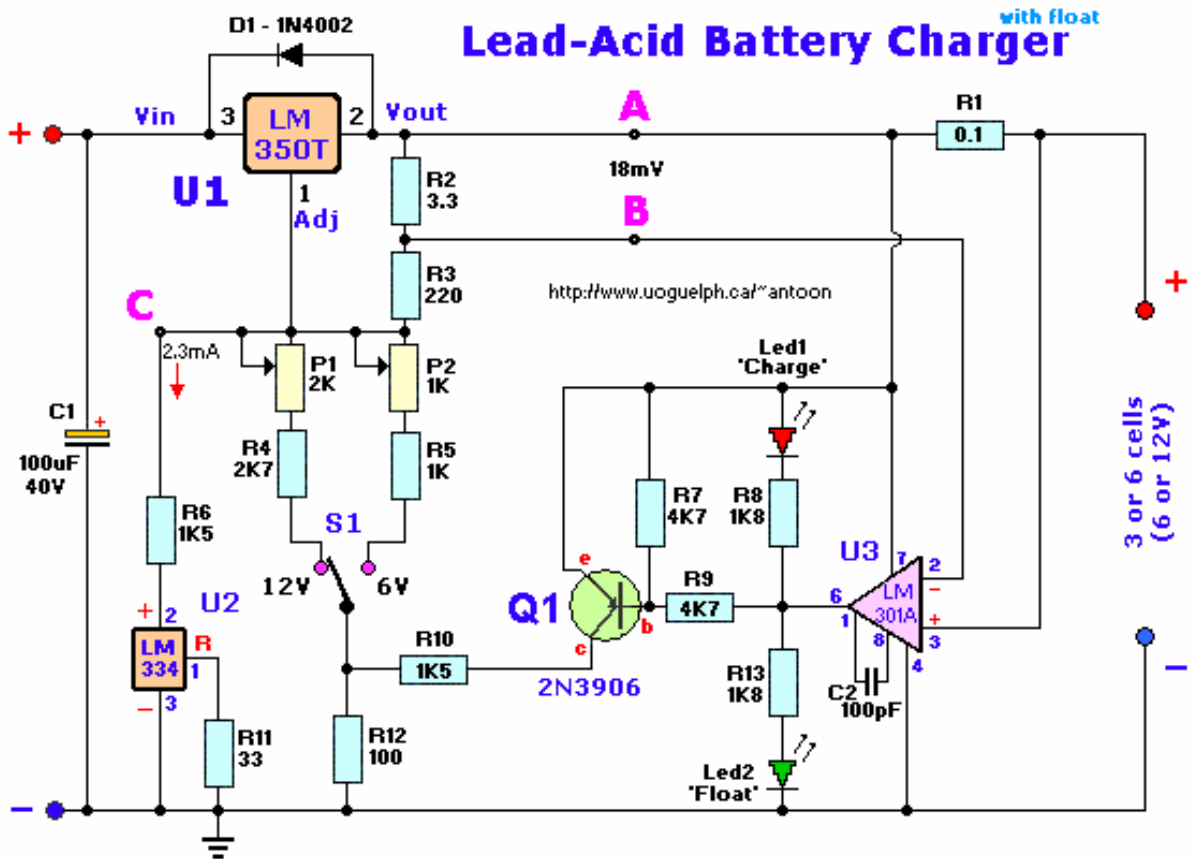 with float
Lead-Acid Battery Charger
D1 - 1N4002
Vin
3
LM
350T
2
Vout
U1
1
Adj
A
18mV
B
R1
0.1
+
R2
3.3
R3
220
http://www.uoguelph.ca/~antoon
C
2.3mA
P1
2K
P2
1K
C1
+
100uF
40V
R4
2K7
R5
1K
R6
1K5
S1
12V
6V
Led1
'Charge'
R7
4K7
R8
1K8
U3
7
2
LM
301A
−
+
6
1
8
3
4
+
3 or 6 cells
(6 or 12V)
−
e
Q1
b
c
2N3906
R9
4K7
R10
1K5
R12
100
U2
+
2
LM
334
R
1
−
3
R11
33
R13
1K8
C2
100pF
Led2
'Float'
−